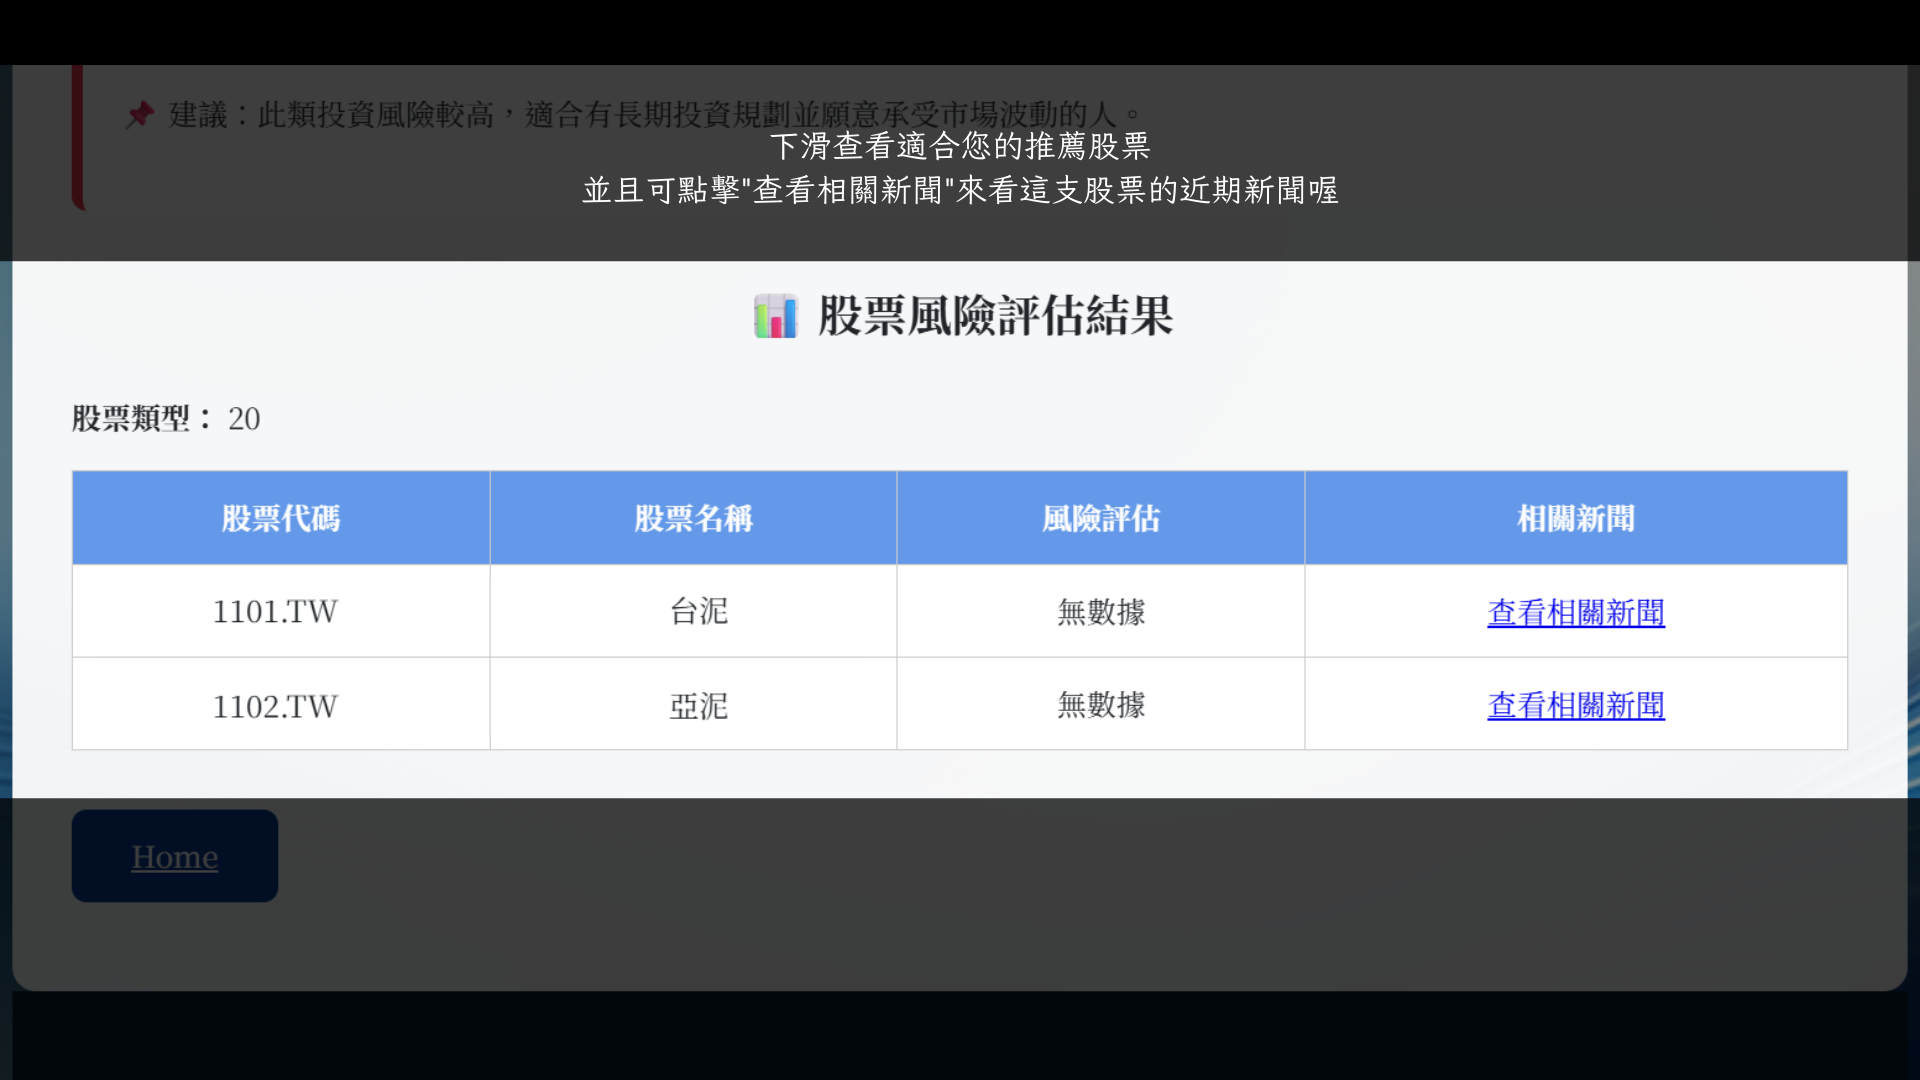 建議：此類投資風險較高，適合有長期投資規劃並願意承受市場波動的人。
下滑查看適合您的推薦股票
並且可點擊"查看相關新聞"來看這支股票的近期新聞喔
股票風險評估結果
股票類型： 20
股票代碼 股票名稱 風險評估 相關新聞
1101.TW 台泥 無數據 查看相關新聞
1102.TW 亞泥 無數據 查看相關新聞
Home